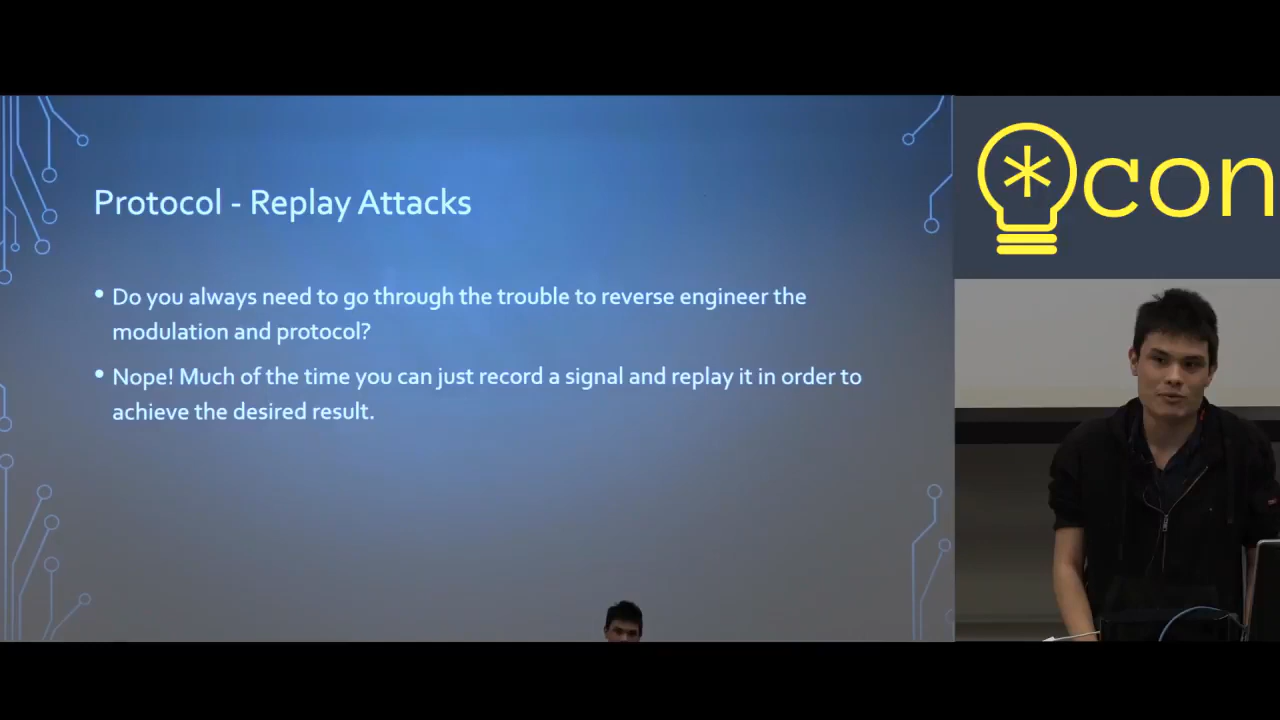 Protocol - Replay Attacks
• Do you always need to go through the trouble to reverse engineer the
modulation and protocol?
• Nope! Much of the time you can just record a signal and replay it in order to
achieve the desired result.
*con